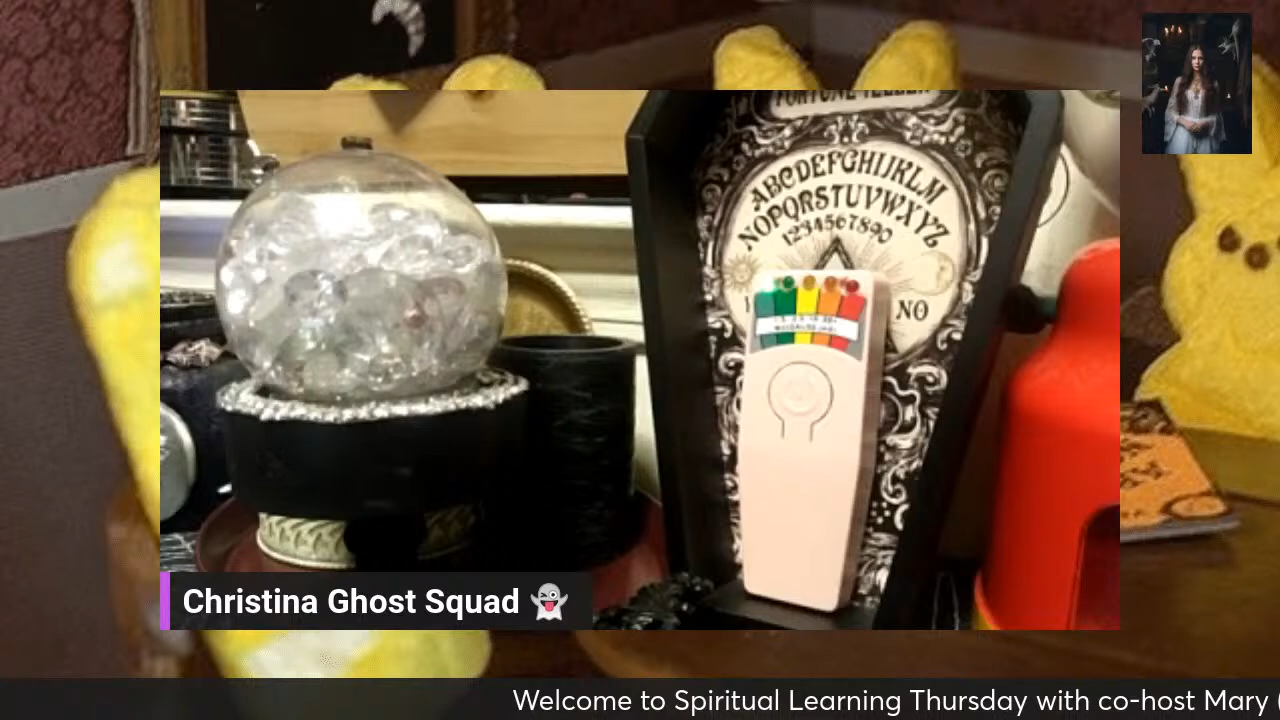 FORTUNE TELLER
ABCDEFGHIJKLM
NOPQRSTUVWXYZ
1234567890
NO
Christina Ghost Squad 👻
Welcome to Spiritual Learning Thursday with co-host Mary (